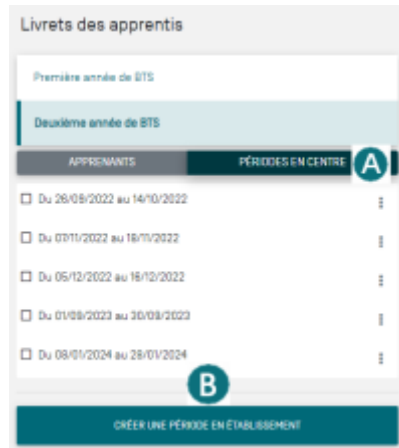 Livrets des apprentis
Première année de BTS
Deuxième année de BTS
APPRENANTS PÉRIODES EN CENTRE A
Du 26/09/2022 au 14/10/2022
Du 07/11/2022 au 18/11/2022
Du 05/12/2022 au 16/12/2022
Du 01/09/2023 au 30/09/2023
Du 08/01/2024 au 28/01/2024
B
CRÉER UNE PÉRIODE EN ÉTABLISSEMENT